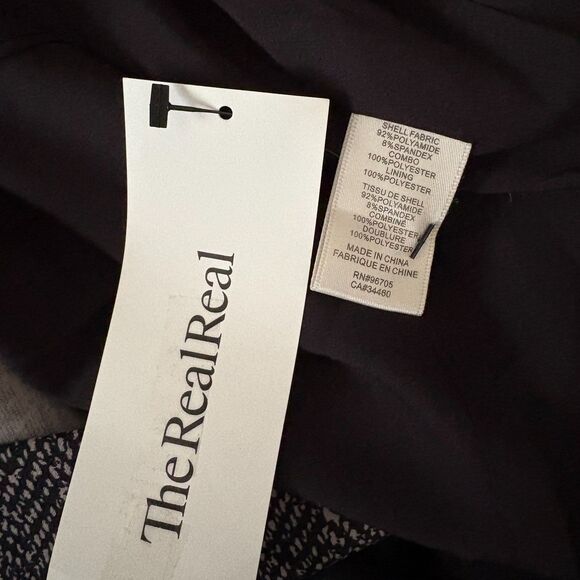 TheRealReal
SHELL FABRIC
92%POLYAMIDE
8%SPANDEX
COMBO
100%POLYESTER
LINING
100%POLYESTER
TISSU DE SHELL
92%POLYAMIDE
8%SPANDEX
COMBINÉ
100%POLYESTER
DOUBLURE
100%POLYESTER
MADE IN CHINA
FABRIQUE EN CHINE
RN#96705
CA#34460